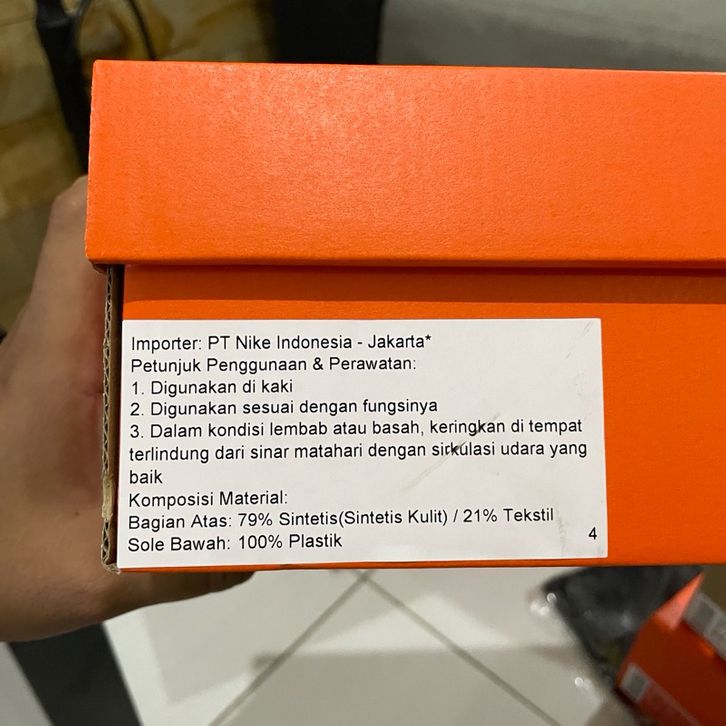 Importer: PT Nike Indonesia - Jakarta*
Petunjuk Penggunaan & Perawatan:
1. Digunakan di kaki
2. Digunakan sesuai dengan fungsinya
3. Dalam kondisi lembab atau basah, keringkan di tempat
terlindung dari sinar matahari dengan sirkulasi udara yang
baik
Komposisi Material:
Bagian Atas: 79% Sintetis(Sintetis Kulit) / 21% Tekstil
Sole Bawah: 100% Plastik
4